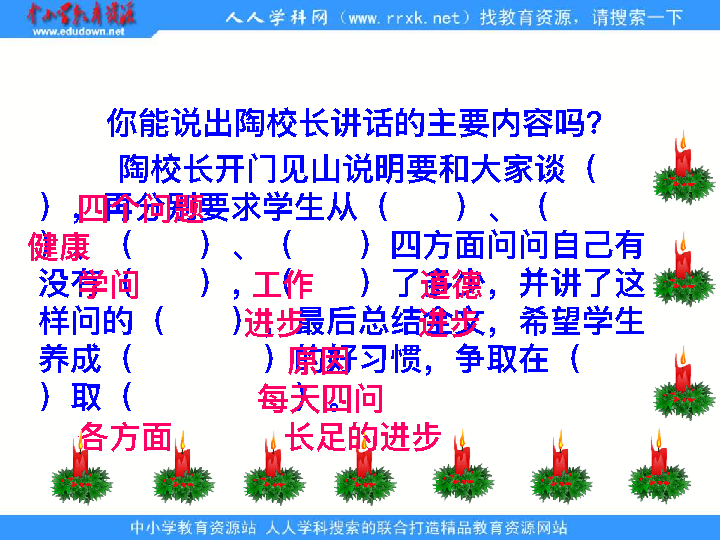 中小学教育资源
www.edudown.net
人人学科网（www.rrxk.net）找教育资源，请搜索一下
你能说出陶校长讲话的主要内容吗?
陶校长开门见山说明要和大家谈（
），再分别要求学生从（　　）、（
四个问题
）、（　　）、（　　）四方面问问自己有
健康
没有（　　），（　　）了多少，并讲了这
学问　工作　道德
样问的（　　），最后总结全文，希望学生
进步　进步
养成（　　　　）的好习惯，争取在（
原因
）取（　　　　　）。
每天四问
各方面　长足的进步
中小学教育资源站　人人学科搜索的联合打造精品教育资源网站